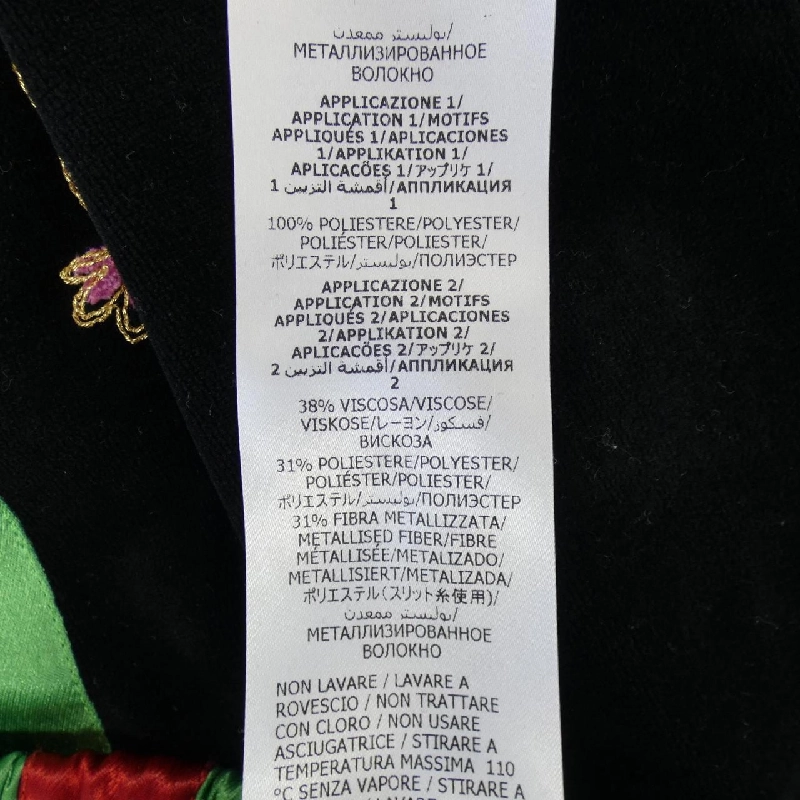 بوليستر ممعدن/
МЕТАЛЛИЗИРОВАННОЕ
ВОЛОКНО
APPLICAZIONE 1/
APPLICATION 1/MOTIFS
APPLIQUÉS 1/APLICACIONES
1/APPLIKATION 1/
APLICACÕES 1/アップリケ 1/
أقمشة التزيين 1/АППЛИКАЦИЯ
1
100% POLIESTERE/POLYESTER/
POLIÉSTER/POLIESTER/
ポリエステル/بوليستر/ПОЛИЭСТЕР
APPLICAZIONE 2/
APPLICATION 2/MOTIFS
APPLIQUÉS 2/APLICACIONES
2/APPLIKATION 2/
APLICACÕES 2/アップリケ 2/
أقمشة التزيين 2/АППЛИКАЦИЯ
2
38% VISCOSA/VISCOSE/
VISKOSE/レーヨン/فسكوز/
ВИСКОЗА
31% POLIESTERE/POLYESTER/
POLIÉSTER/POLIESTER/
ポリエステル/بوليستر/ПОЛИЭСТЕР
31% FIBRA METALLIZZATA/
METALLISED FIBER/FIBRE
MÉTALLISÉE/METALIZADO/
METALLISIERT/METALIZADA/
ポリエステル(スリット糸使用)/
بوليستر ممعدن/
МЕТАЛЛИЗИРОВАННОЕ
ВОЛОКНО
NON LAVARE / LAVARE A
ROVESCIO / NON TRATTARE
CON CLORO / NON USARE
ASCIUGATRICE / STIRARE A
TEMPERATURA MASSIMA 110
°C SENZA VAPORE / STIRARE A